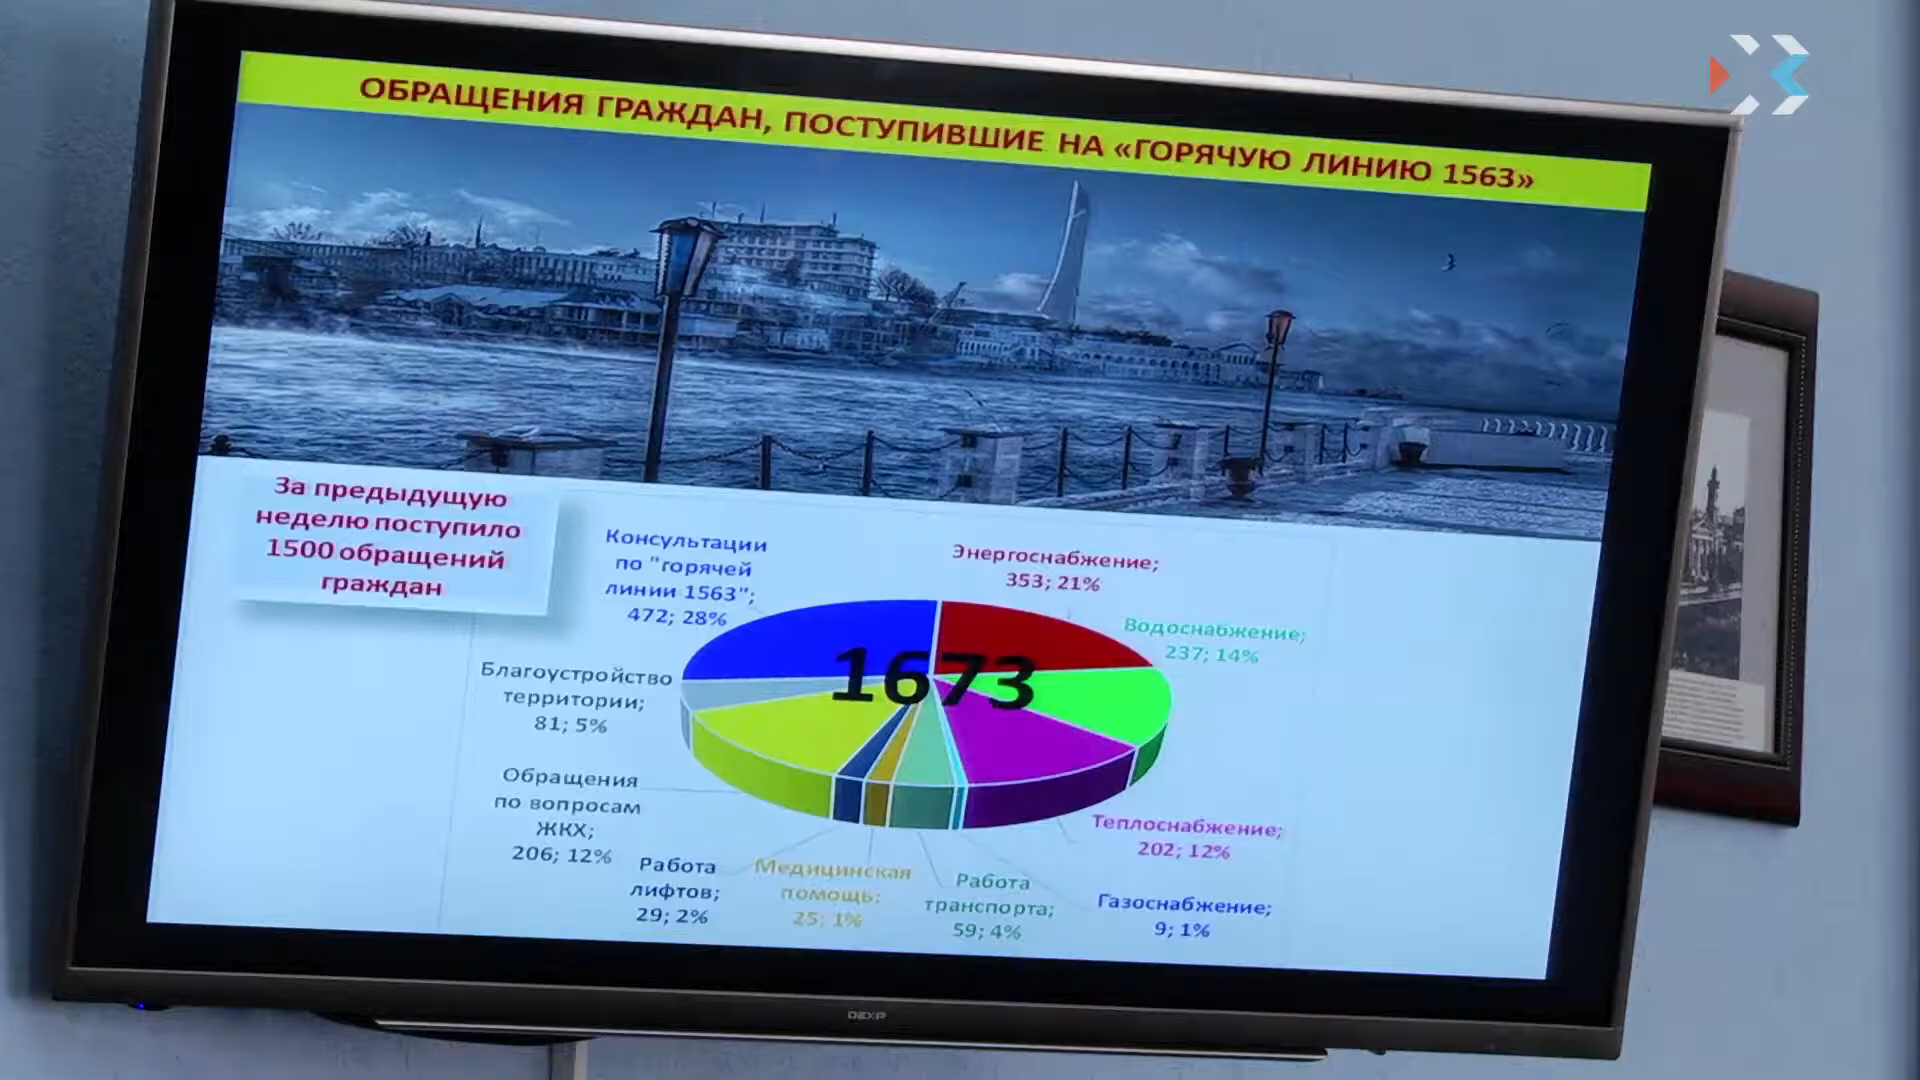 ОБРАЩЕНИЯ ГРАЖДАН, ПОСТУПИВШИЕ НА «ГОРЯЧУЮ ЛИНИЮ 1563»
За предыдущую
неделю поступило
1500 обращений
граждан
Консультации
по "горячей
линии 1563";
472; 28%
Энергоснабжение;
353; 21%
Водоснабжение;
237; 14%
1673
Благоустройство
территории;
81; 5%
Обращения
по вопросам
ЖКХ;
206; 12%
Работа
лифтов;
29; 2%
Медицинская
помощь;
25; 1%
Работа
транспорта;
59; 4%
Теплоснабжение;
202; 12%
Газоснабжение;
9; 1%
DEXP